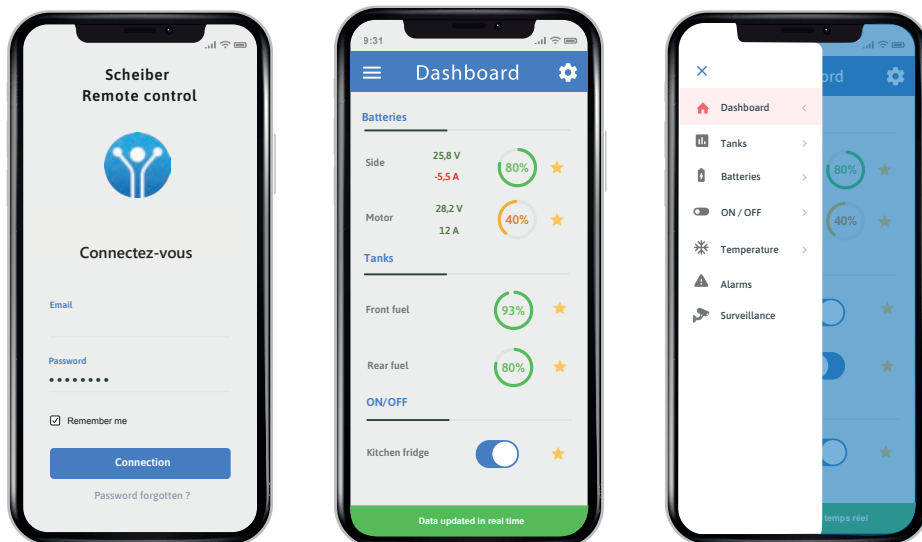 Scheiber
Remote control
Connectez-vous
Email
Password
••••••••
Remember me
Connection
Password forgotten ?
9:31
Dashboard
Batteries
Side
25,8 V
-5,5 A
80%
Motor
28,2 V
12 A
40%
Tanks
Front fuel
93%
Rear fuel
80%
ON/OFF
Kitchen fridge
Data updated in real time
Dashboard
Tanks
Batteries
ON / OFF
Temperature
Alarms
Surveillance
ord
80%
40%
temps réel